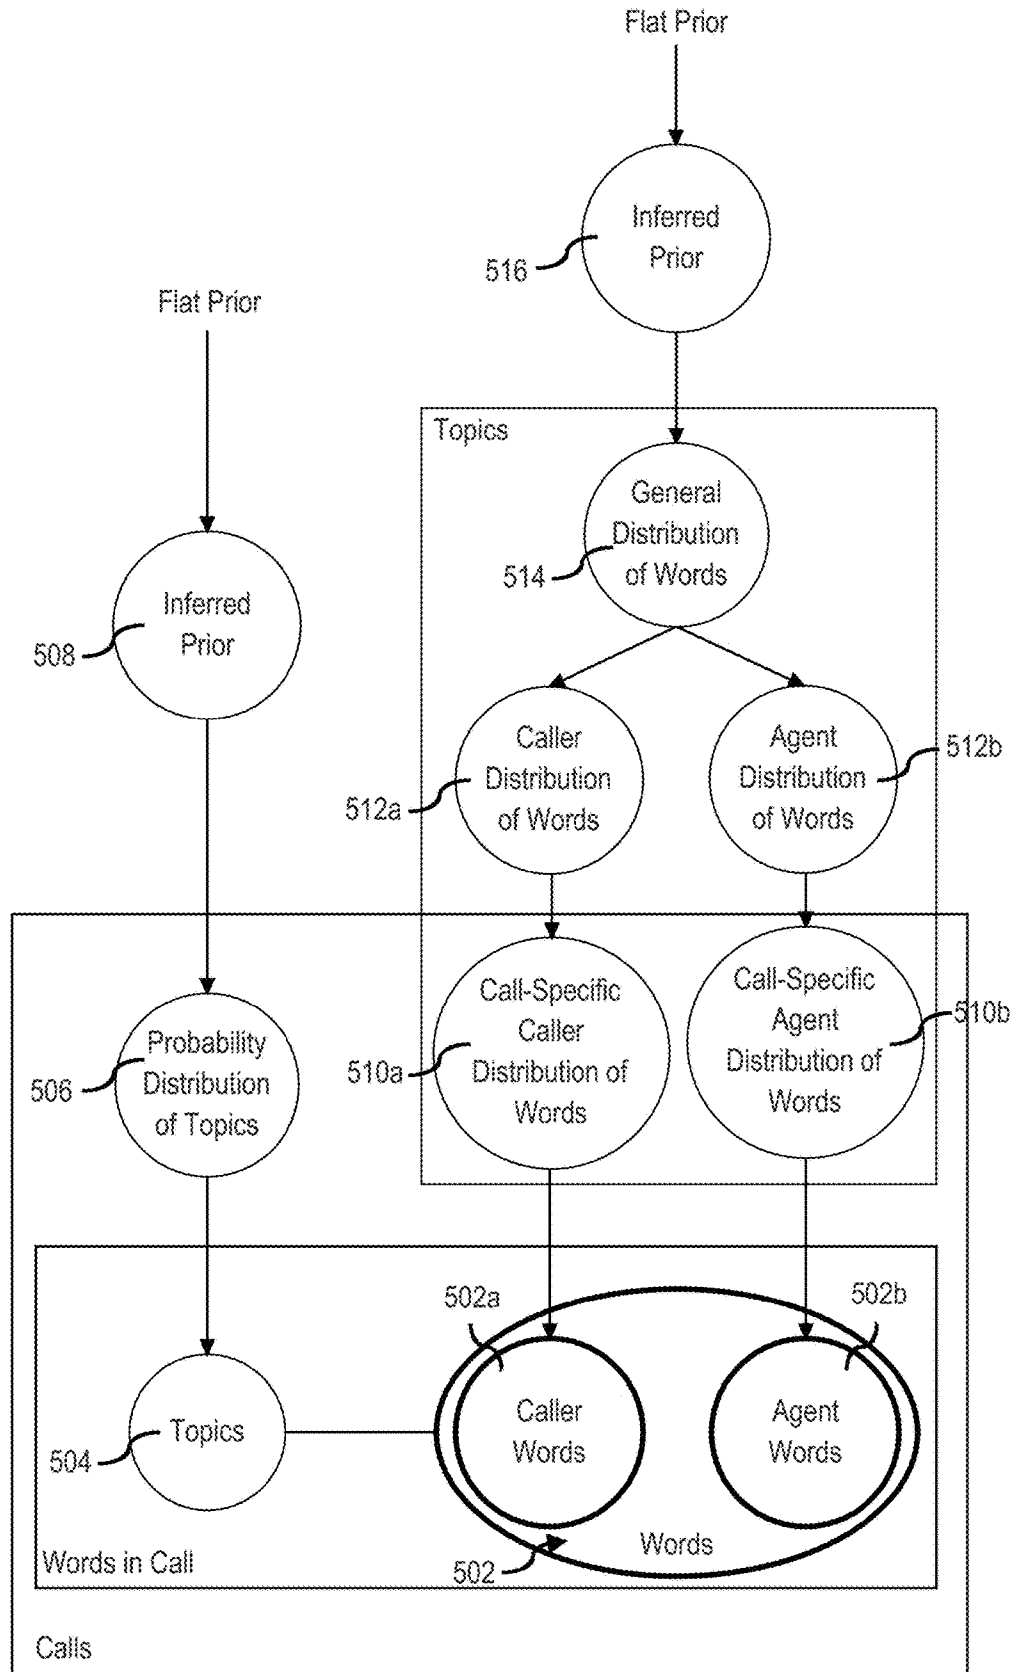 Flat Prior
Inferred
Prior
516
Flat Prior
Topics
General
Distribution
of Words
514
Inferred
Prior
508
Caller
Distribution
of Words
512a
Agent
Distribution
of Words
512b
Call-Specific
Caller
Distribution of
Words
510a
Call-Specific
Agent
Distribution of
Words
510b
Probability
Distribution
of Topics
506
502a
502b
Topics
504
Caller
Words
Agent
Words
Words
502
Words in Call
Calls